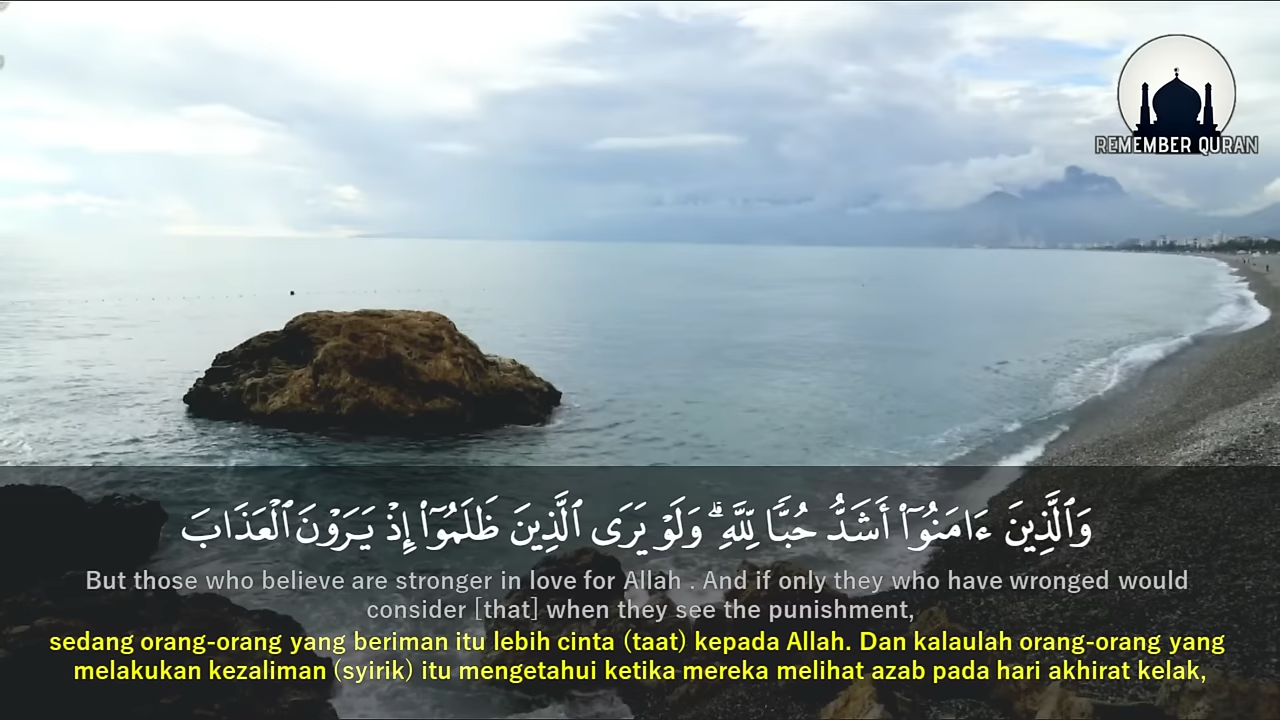 REMEMBER QURAN
وَٱلَّذِينَ ءَامَنُوٓا۟ أَشَدُّ حُبًّا لِّلَّهِ ۗ وَلَوْ يَرَى ٱلَّذِينَ ظَلَمُوٓا۟ إِذْ يَرَوْنَ ٱلْعَذَابَ
But those who believe are stronger in love for Allah . And if only they who have wronged would
consider [that] when they see the punishment,
sedang orang-orang yang beriman itu lebih cinta (taat) kepada Allah. Dan kalaulah orang-orang yang
melakukan kezaliman (syirik) itu mengetahui ketika mereka melihat azab pada hari akhirat kelak,